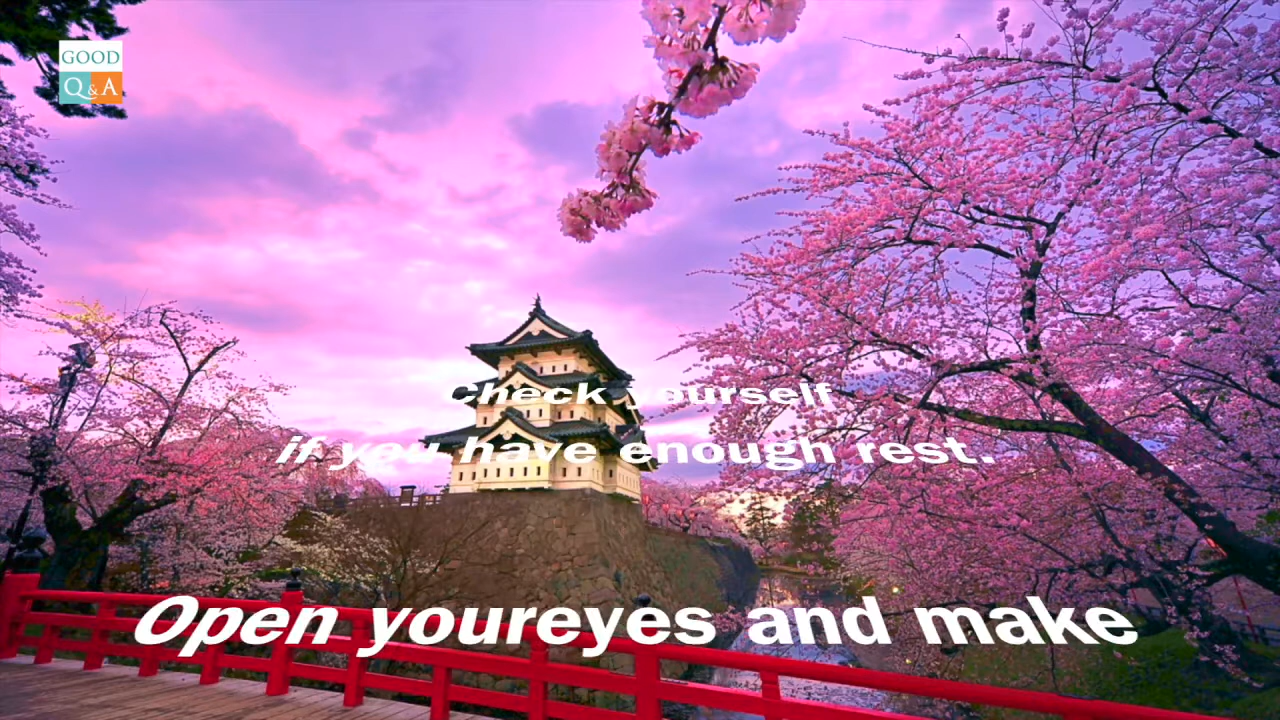 GOOD
Q&A
Check yourself
if you have enough rest.
Open youreyes and make